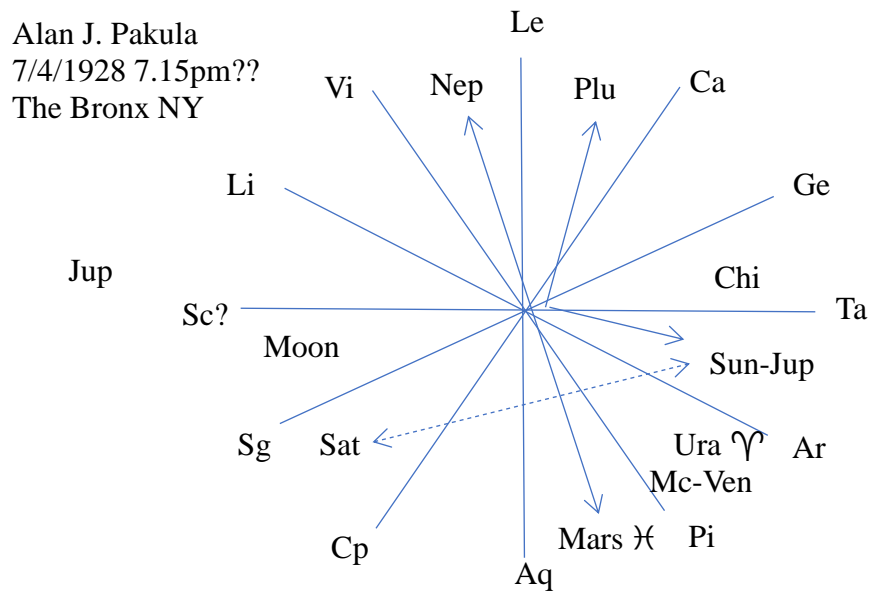 Alan J. Pakula
7/4/1928 7.15pm??
The Bronx NY
Le
Vi
Nep
Plu
Ca
Li
Ge
Jup
Chi
Sc?
Ta
Moon
Sun-Jup
Sg
Sat
Ura ♈
Ar
Mc-Ven
Cp
Mars ♓
Pi
Aq